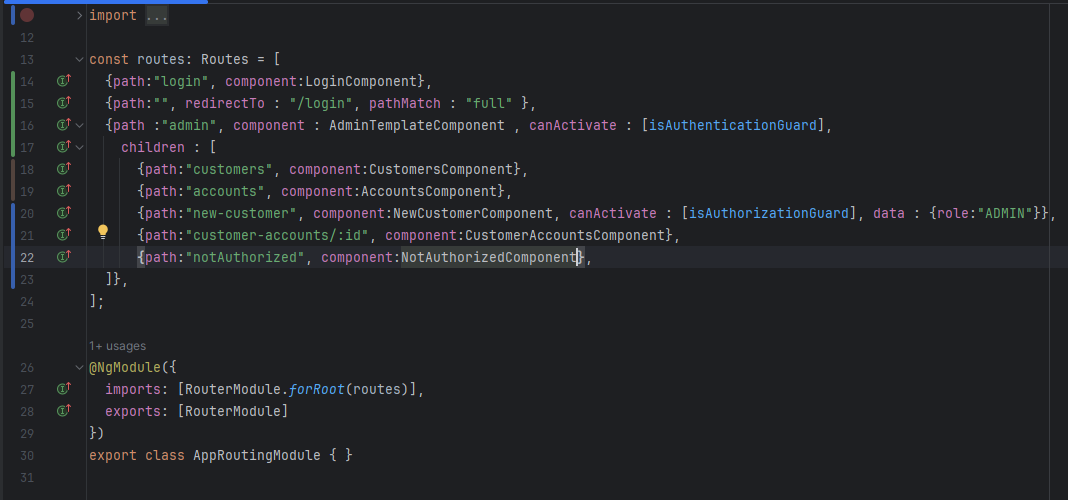 import ...
12
13 const routes: Routes = [
14 {path:"login", component:LoginComponent},
15 {path:"", redirectTo : "/login", pathMatch : "full" },
16 {path :"admin", component : AdminTemplateComponent , canActivate : [isAuthenticationGuard],
17 children : [
18 {path:"customers", component:CustomersComponent},
19 {path:"accounts", component:AccountsComponent},
20 {path:"new-customer", component:NewCustomerComponent, canActivate : [isAuthorizationGuard], data : {role:"ADMIN"}},
21 {path:"customer-accounts/:id", component:CustomerAccountsComponent},
22 {path:"notAuthorized", component:NotAuthorizedComponent},
23 ]},
24 ];
25
1+ usages
26 @NgModule({
27 imports: [RouterModule.forRoot(routes)],
28 exports: [RouterModule]
29 })
30 export class AppRoutingModule { }
31